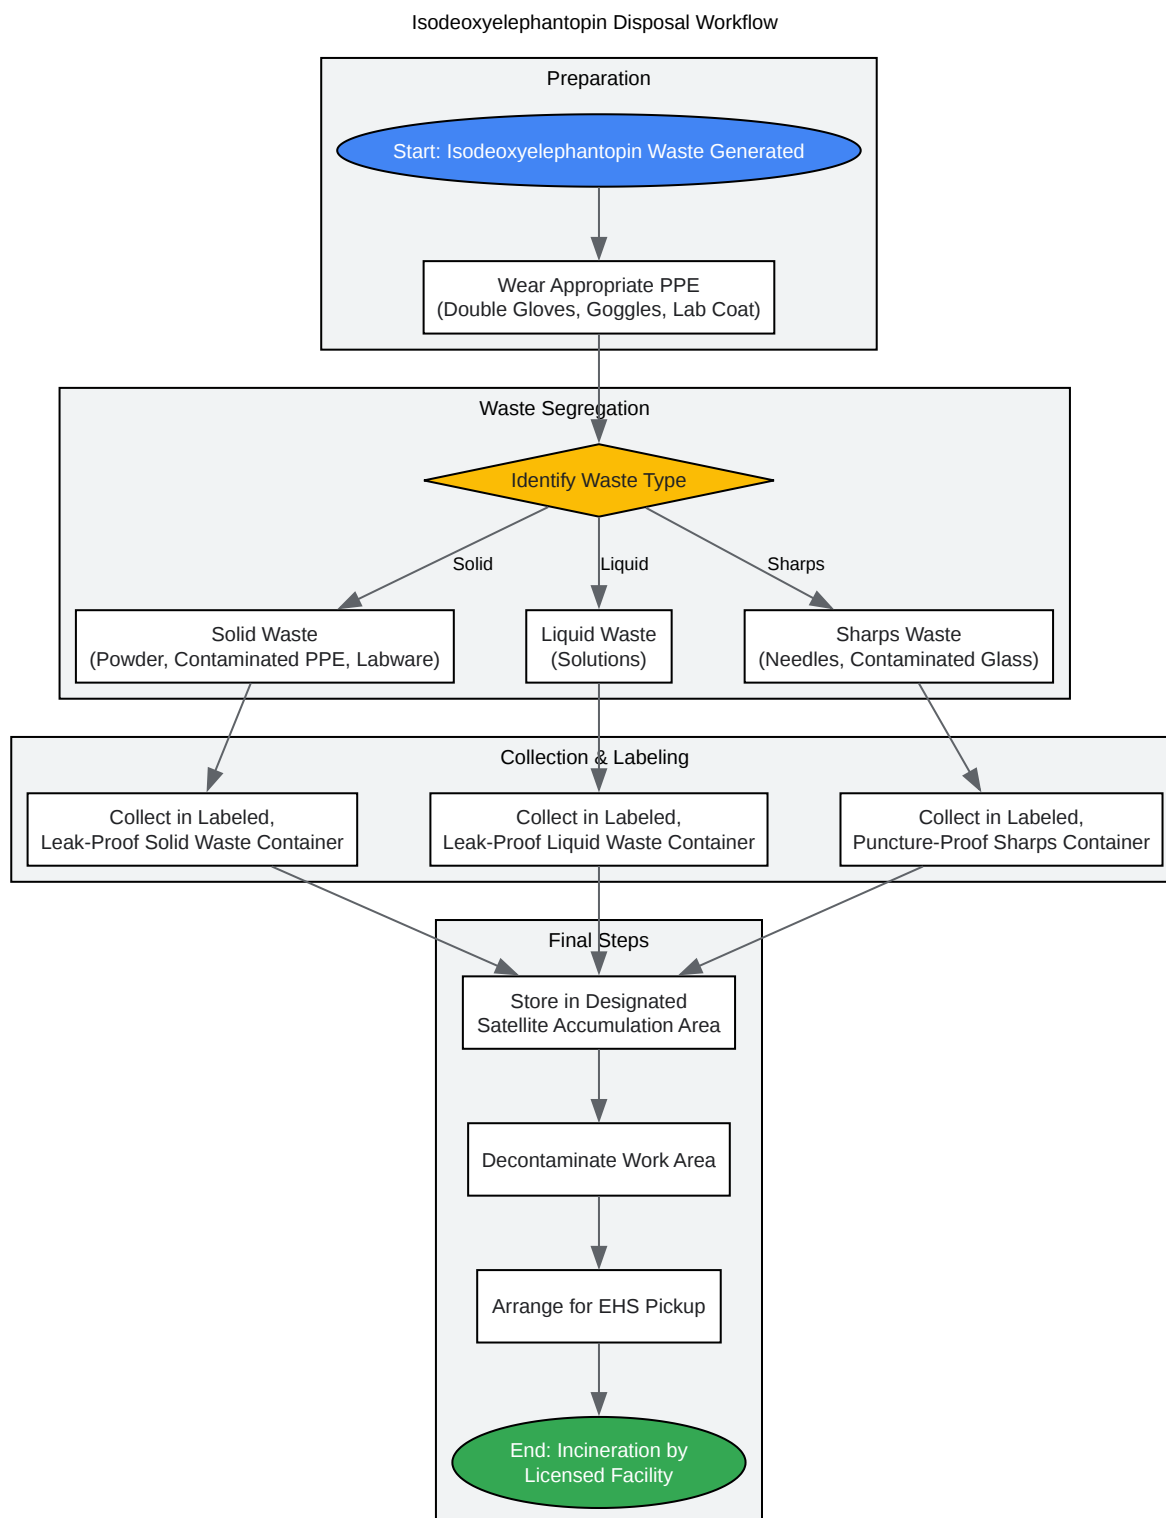 Isodeoxyelephantopin Disposal Workflow
Preparation
Start: Isodeoxyelephantopin Waste Generated
Wear Appropriate PPE
(Double Gloves, Goggles, Lab Coat)
Waste Segregation
Identify Waste Type
Solid
Liquid
Sharps
Solid Waste
(Powder, Contaminated PPE, Labware)
Liquid Waste
(Solutions)
Sharps Waste
(Needles, Contaminated Glass)
Collection & Labeling
Collect in Labeled,
Leak-Proof Solid Waste Container
Collect in Labeled,
Leak-Proof Liquid Waste Container
Collect in Labeled,
Puncture-Proof Sharps Container
Final Steps
Store in Designated
Satellite Accumulation Area
Decontaminate Work Area
Arrange for EHS Pickup
End: Incineration by
Licensed Facility